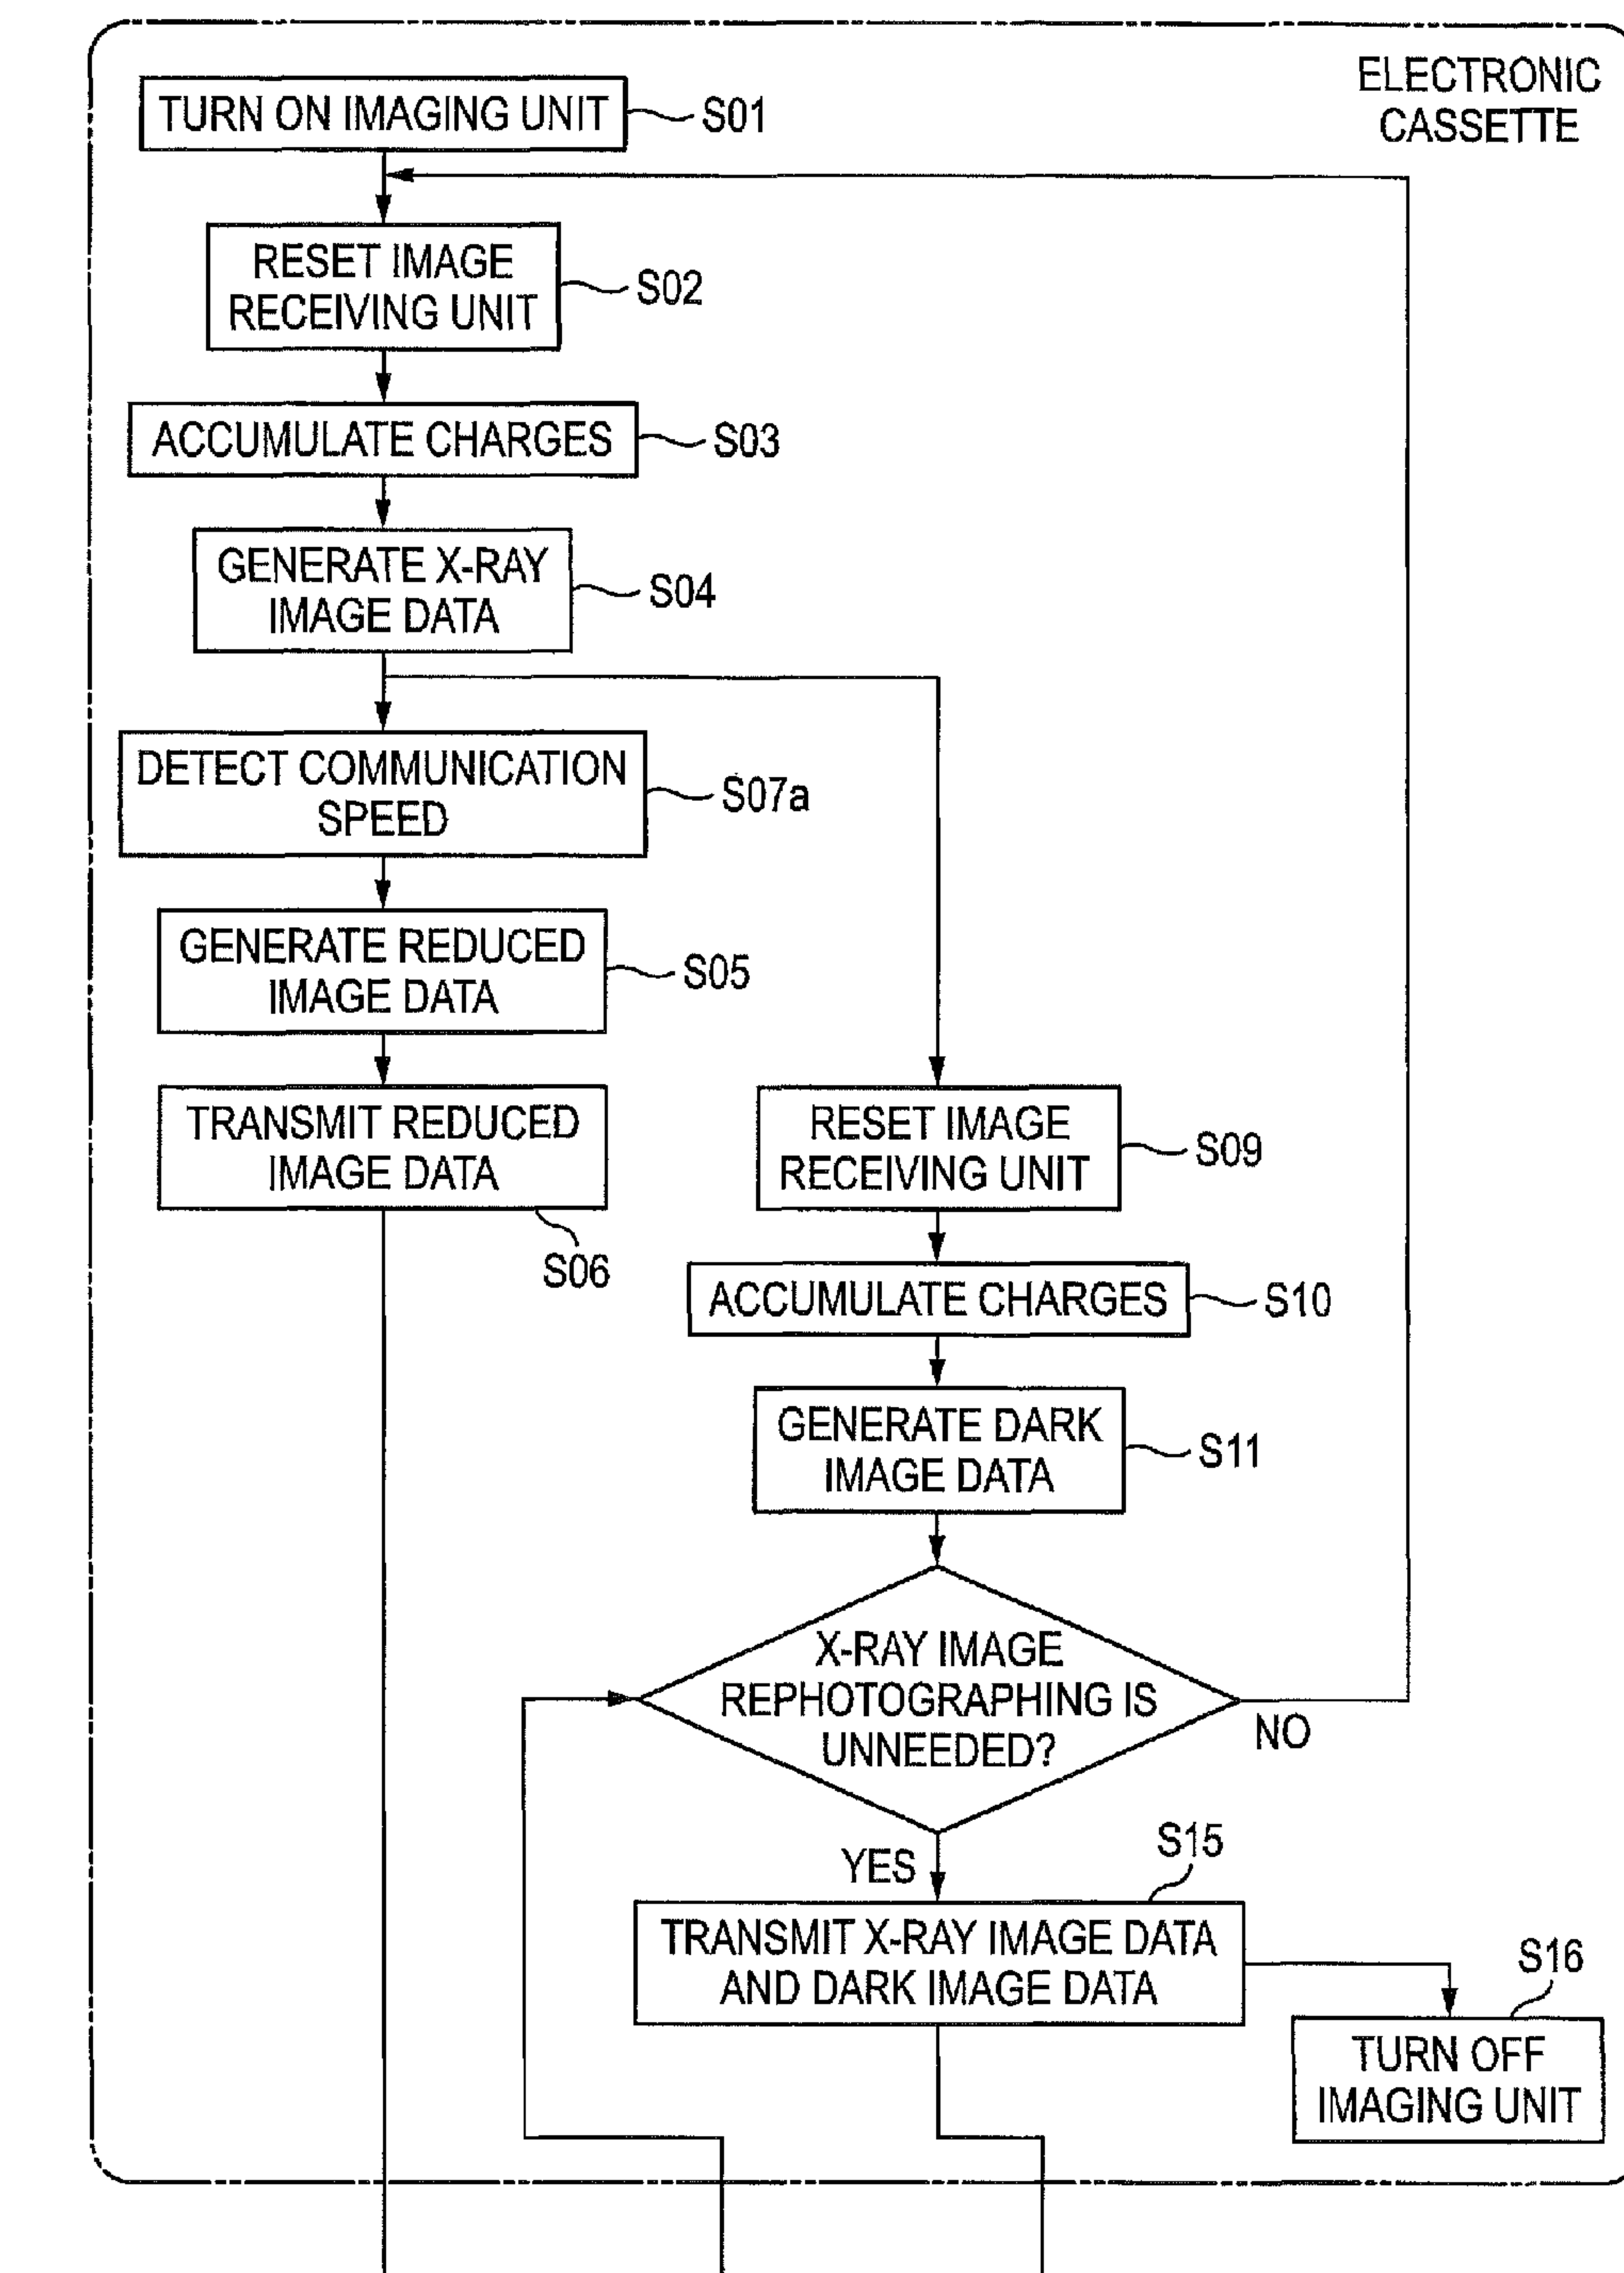 ELECTRONIC
CASSETTE
TURN ON IMAGING UNIT
S01
RESET IMAGE
RECEIVING UNIT
S02
ACCUMULATE CHARGES
S03
GENERATE X-RAY
IMAGE DATA
S04
DETECT COMMUNICATION
SPEED
S07a
GENERATE REDUCED
IMAGE DATA
S05
TRANSMIT REDUCED
IMAGE DATA
S06
RESET IMAGE
RECEIVING UNIT
S09
ACCUMULATE CHARGES
S10
GENERATE DARK
IMAGE DATA
S11
X-RAY IMAGE
REPHOTOGRAPHING IS
UNNEEDED?
NO
YES
S15
TRANSMIT X-RAY IMAGE DATA
AND DARK IMAGE DATA
S16
TURN OFF
IMAGING UNIT